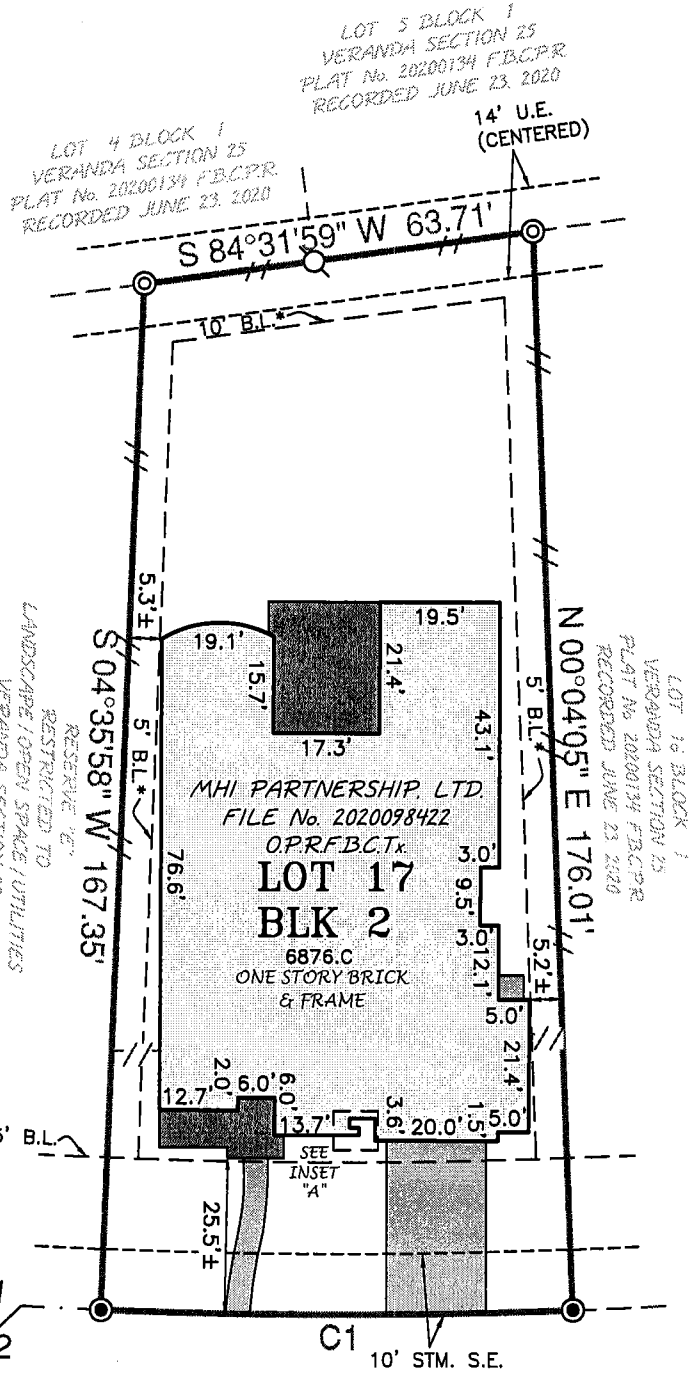 LOT 5 BLOCK 1
VERANDA SECTION 25
PLAT No. 20200134 F.B.C.P.R.
RECORDED JUNE 23, 2020
14' U.E.
(CENTERED)
LOT 4 BLOCK 1
VERANDA SECTION 25
PLAT No. 20200134 F.B.C.P.R.
RECORDED JUNE 23, 2020
S 84°31'59" W 63.71'
10' B.L.*
5.3'±
19.1'
15.7'
17.3'
21.4'
19.5'
43.1'
S 04°35'58" W 167.35'
5' B.L.*
N 00°04'05" E 176.01'
5' B.L.*
LOT 16 BLOCK 1
VERANDA SECTION 25
PLAT No. 20200134 F.B.C.P.R.
RECORDED JUNE 23, 2020
RESERVE "E"
RESTRICTED TO
LANDSCAPE / OPEN SPACE / UTILITIES
MHI PARTNERSHIP. LTD.
FILE No. 2020098422
O.P.R.F.B.C.Tx.
LOT 17
BLK 2
6876.C
ONE STORY BRICK
& FRAME
76.6'
3.0'
9.5'
3.0'
12.1'
5.0'
5.2'±
21.4'
12.7'
2.0'
6.0'
6.0'
13.7'
3.6'
20.0'
1.5'
5.0'
SEE
INSET
"A"
' B.L.
25.5'±
2
C1
10' STM. S.E.